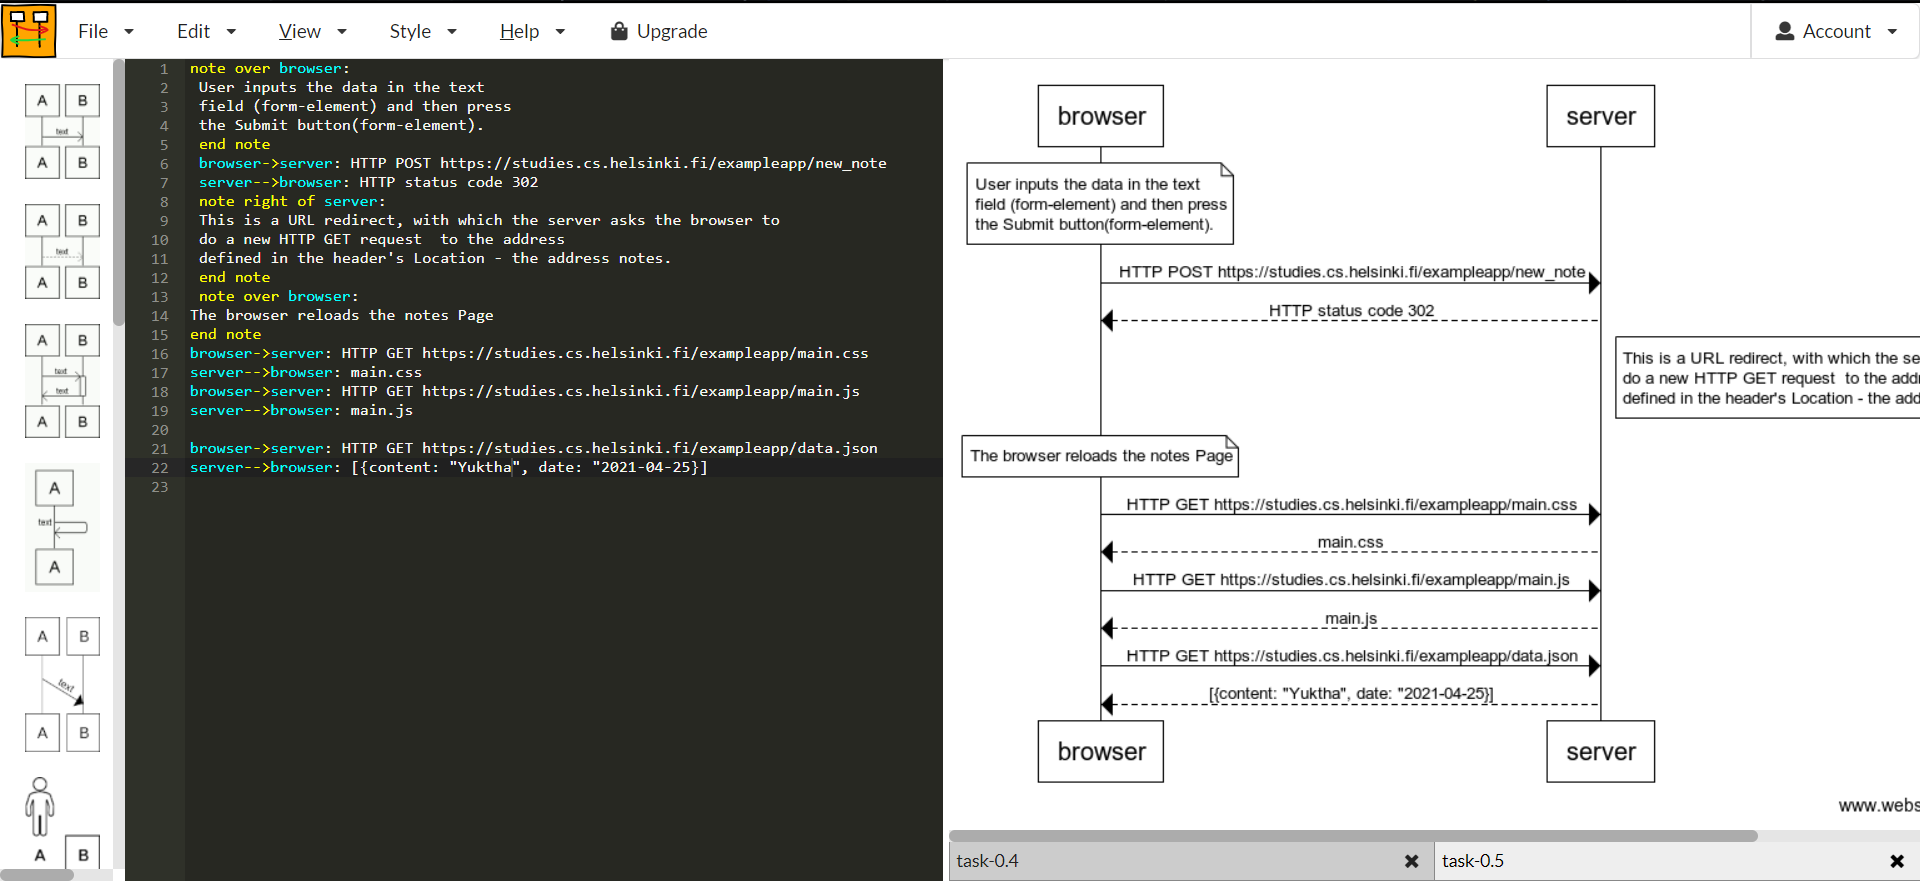 File
Edit
View
Style
Help
Upgrade
Account
A B
text
A B
A B
text
A B
A B
text
text
A B
A
text
A
A B
text
A B
A B
1 note over browser:
2 User inputs the data in the text
3 field (form-element) and then press
4 the Submit button(form-element).
5 end note
6 browser->server: HTTP POST https://studies.cs.helsinki.fi/exampleapp/new_note
7 server-->browser: HTTP status code 302
8 note right of server:
9 This is a URL redirect, with which the server asks the browser to
10 do a new HTTP GET request  to the address
11 defined in the header's Location - the address notes.
12 end note
13 note over browser:
14 The browser reloads the notes Page
15 end note
16 browser->server: HTTP GET https://studies.cs.helsinki.fi/exampleapp/main.css
17 server-->browser: main.css
18 browser->server: HTTP GET https://studies.cs.helsinki.fi/exampleapp/main.js
19 server-->browser: main.js
20
21 browser->server: HTTP GET https://studies.cs.helsinki.fi/exampleapp/data.json
22 server-->browser: [{content: "Yuktha", date: "2021-04-25}]
23
browser server
User inputs the data in the text
field (form-element) and then press
the Submit button(form-element).
HTTP POST https://studies.cs.helsinki.fi/exampleapp/new_note
HTTP status code 302
This is a URL redirect, with which the se
do a new HTTP GET request  to the add
defined in the header's Location - the add
The browser reloads the notes Page
HTTP GET https://studies.cs.helsinki.fi/exampleapp/main.css
main.css
HTTP GET https://studies.cs.helsinki.fi/exampleapp/main.js
main.js
HTTP GET https://studies.cs.helsinki.fi/exampleapp/data.json
[{content: "Yuktha", date: "2021-04-25}]
browser server
www.webs
task-0.4
task-0.5